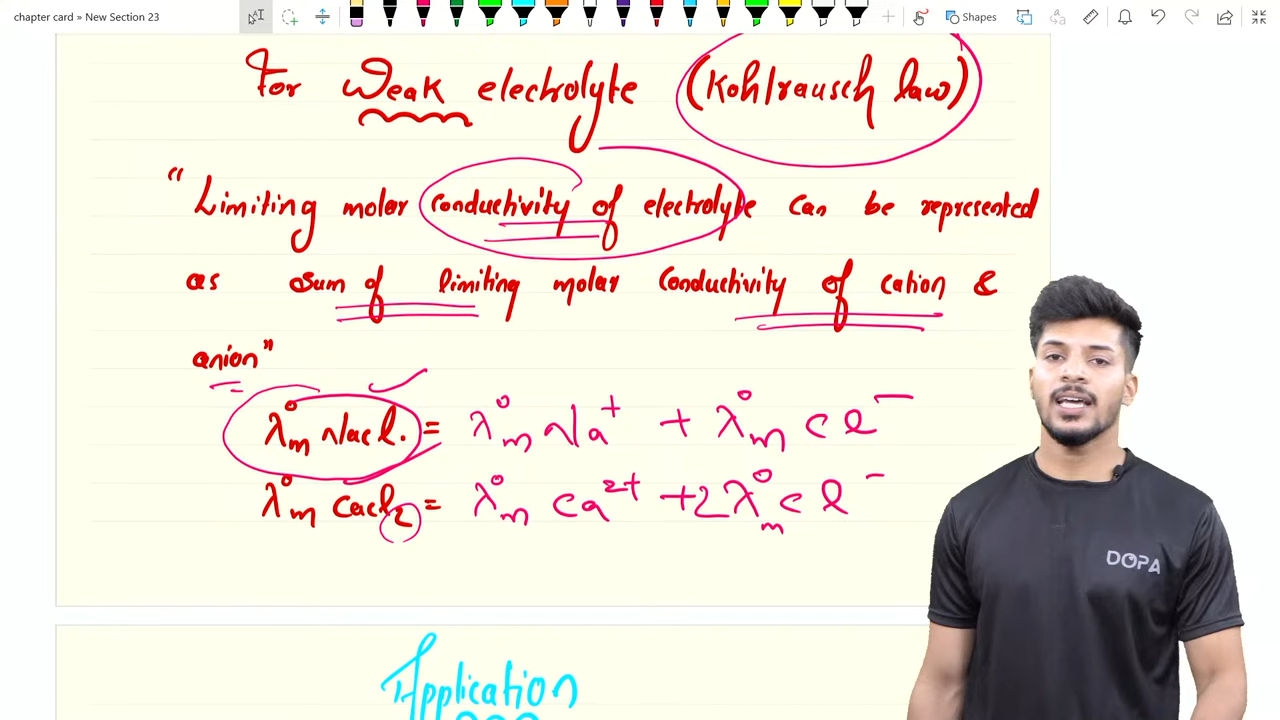 chapter card » New Section 23
Shapes
For Weak electrolyte (Kohlrausch law)
"Limiting molar conductivity of electrolyte can be represented
as Sum of limiting molar Conductivity of cation &
anion"
λ°m Nacl. = λ°m Na⁺ + λ°m Cl⁻
λ°m cacl₂ = λ°m Ca²⁺ + 2λ°m Cl⁻
DOPA
Application